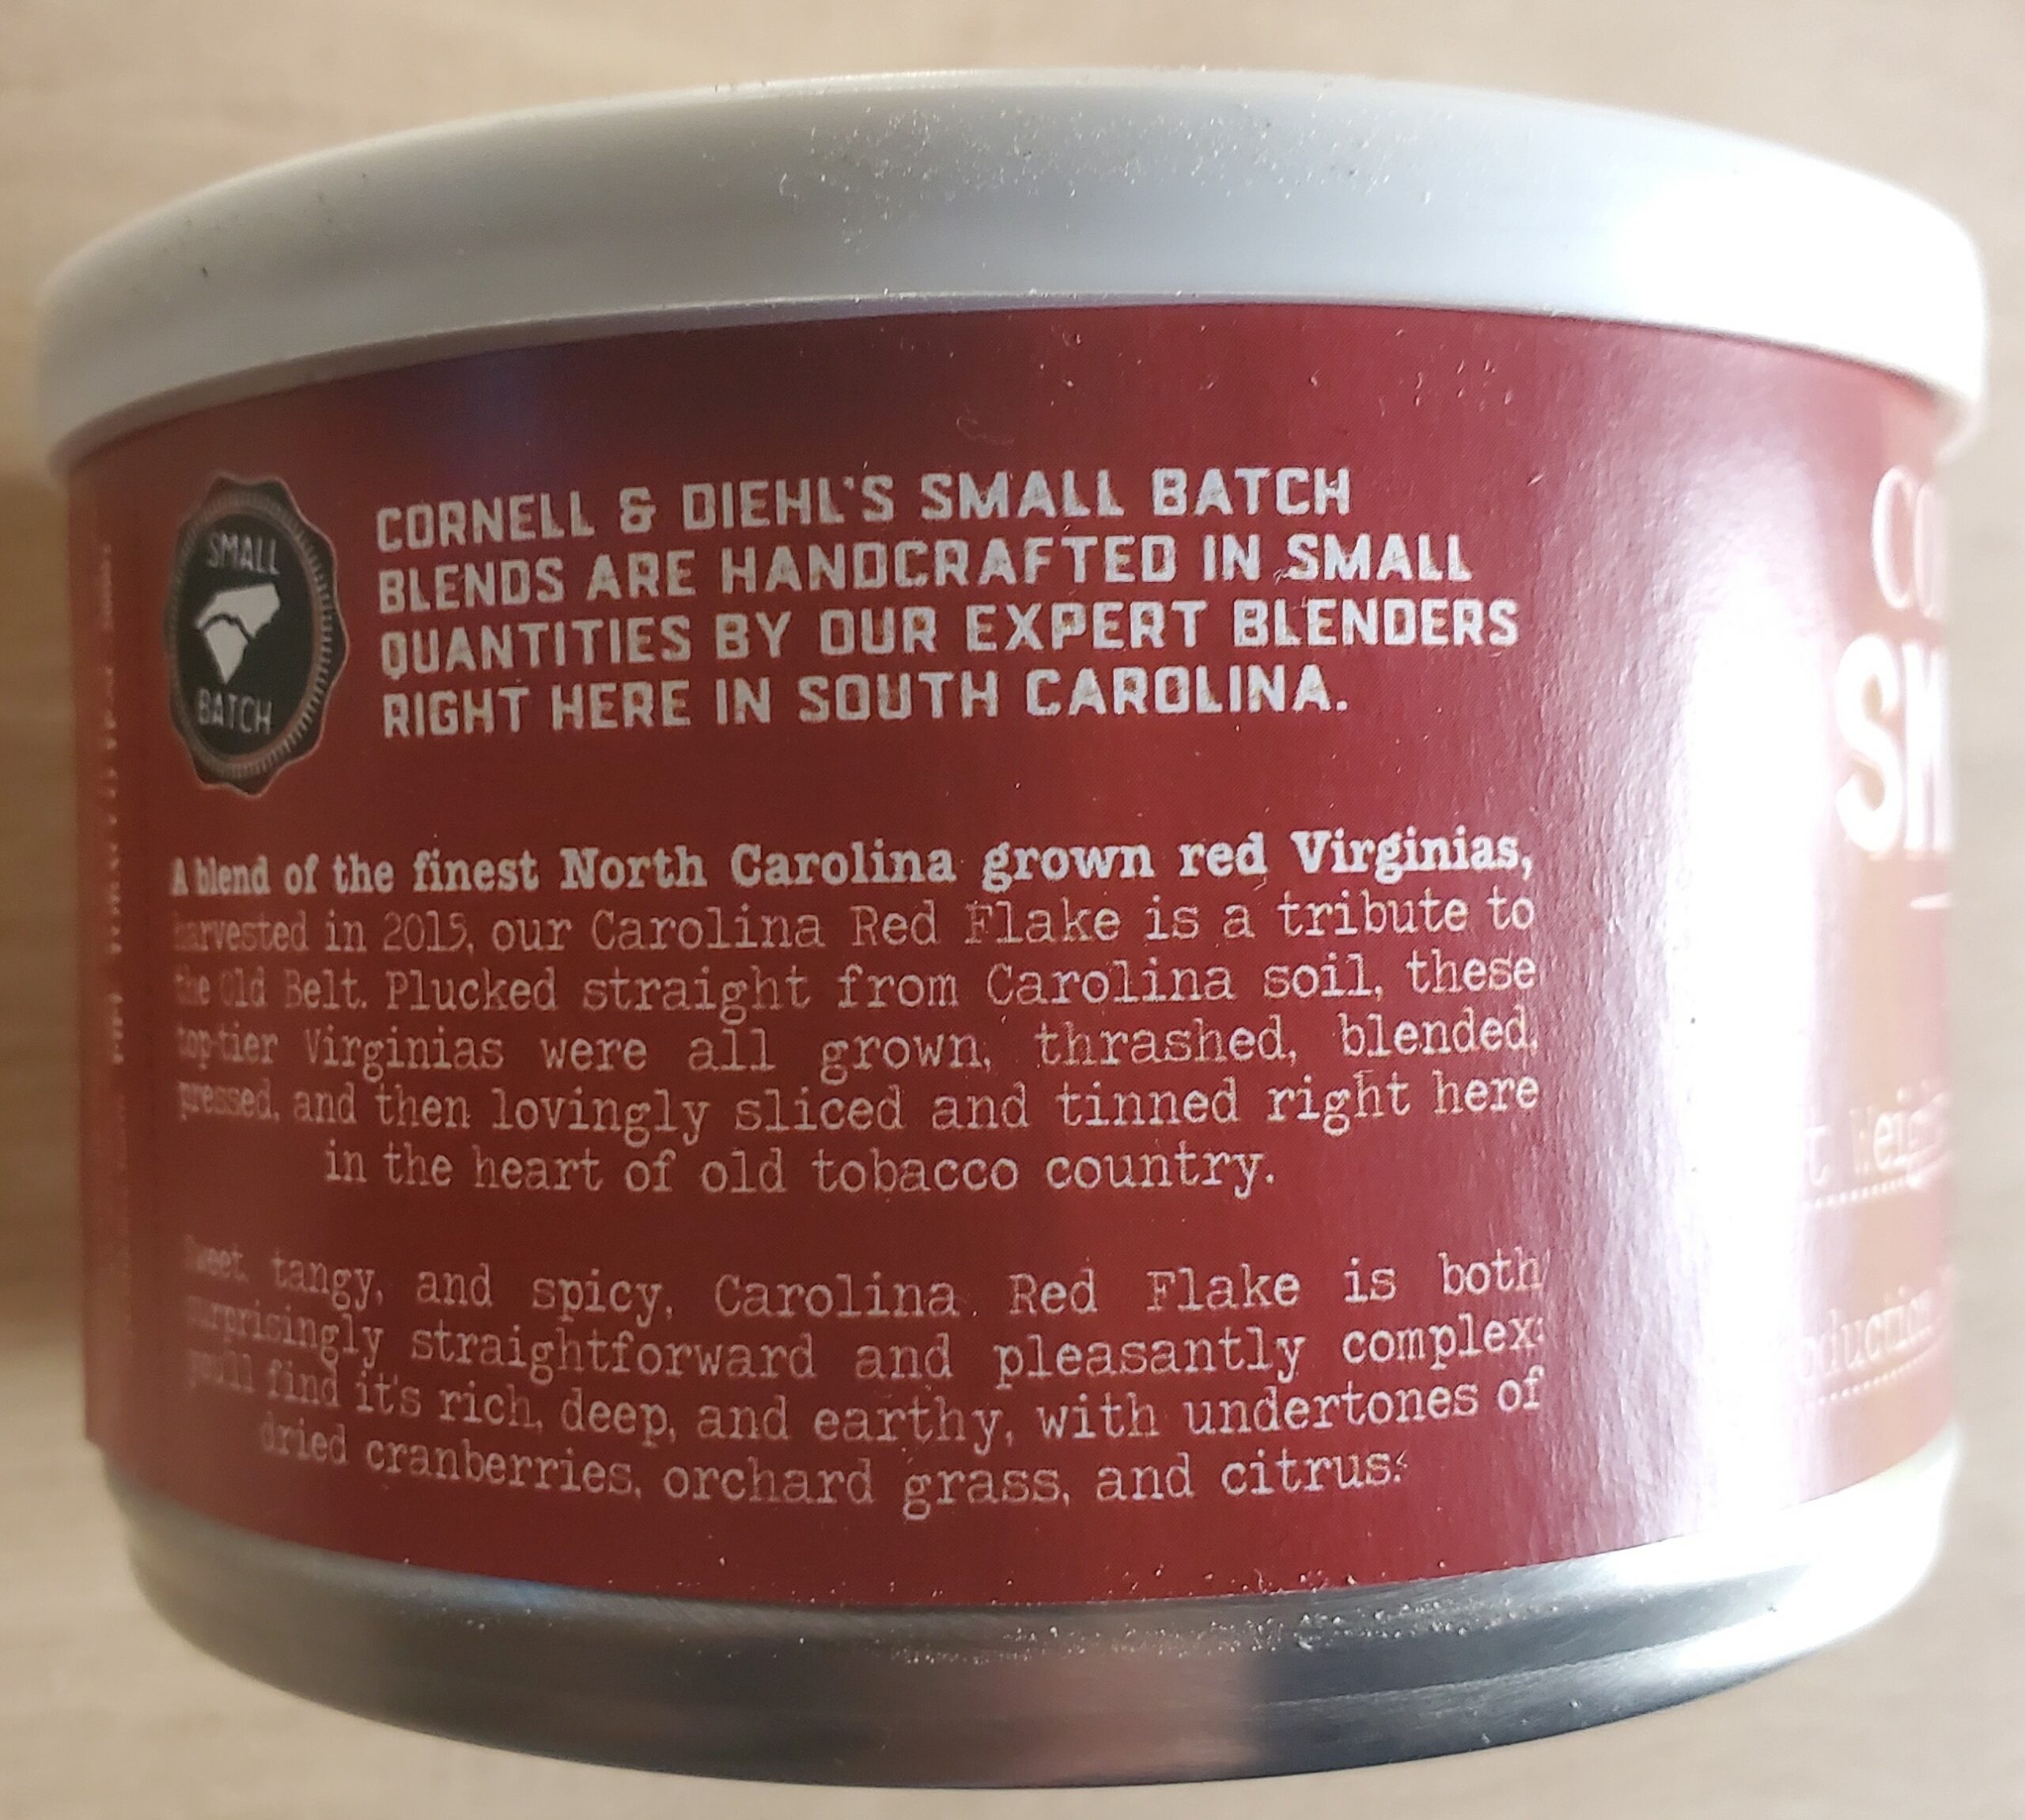 SMALL
BATCH
CORNELL & DIEHL'S SMALL BATCH
BLENDS ARE HANDCRAFTED IN SMALL
QUANTITIES BY OUR EXPERT BLENDERS
RIGHT HERE IN SOUTH CAROLINA.
A blend of the finest North Carolina grown red Virginias,
harvested in 2015, our Carolina Red Flake is a tribute to
the Old Belt. Plucked straight from Carolina soil, these
top-tier Virginias were all grown, thrashed, blended,
pressed, and then lovingly sliced and tinned right here
in the heart of old tobacco country.
Sweet, tangy, and spicy, Carolina Red Flake is both
surprisingly straightforward and pleasantly complex:
you'll find it's rich, deep, and earthy, with undertones of
dried cranberries, orchard grass, and citrus.